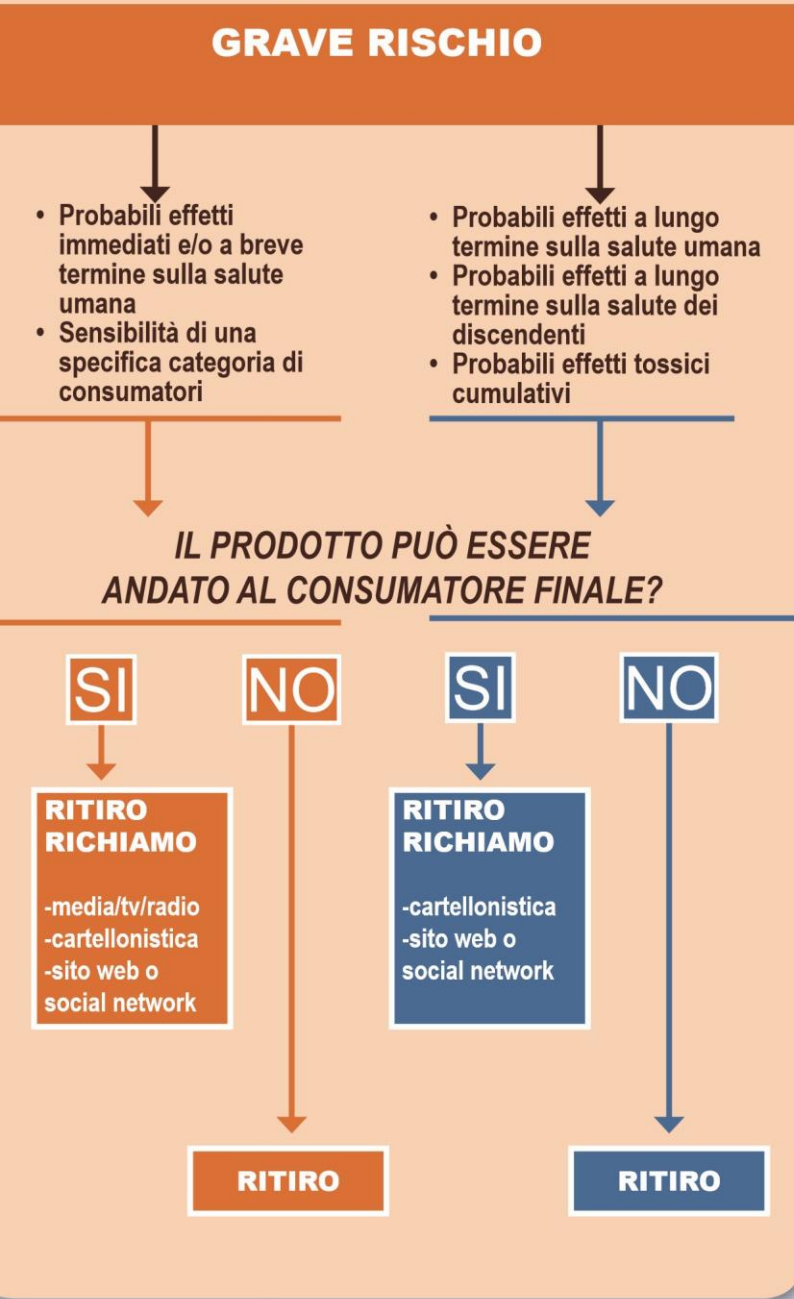 GRAVE RISCHIO
• Probabili effetti
immediati e/o a breve
termine sulla salute
umana
• Sensibilità di una
specifica categoria di
consumatori
• Probabili effetti a lungo
termine sulla salute umana
• Probabili effetti a lungo
termine sulla salute dei
discendenti
• Probabili effetti tossici
cumulativi
IL PRODOTTO PUÒ ESSERE
ANDATO AL CONSUMATORE FINALE?
SI
NO
SI
NO
RITIRO
RICHIAMO
-media/tv/radio
-cartellonistica
-sito web o
social network
RITIRO
RICHIAMO
-cartellonistica
-sito web o
social network
RITIRO
RITIRO